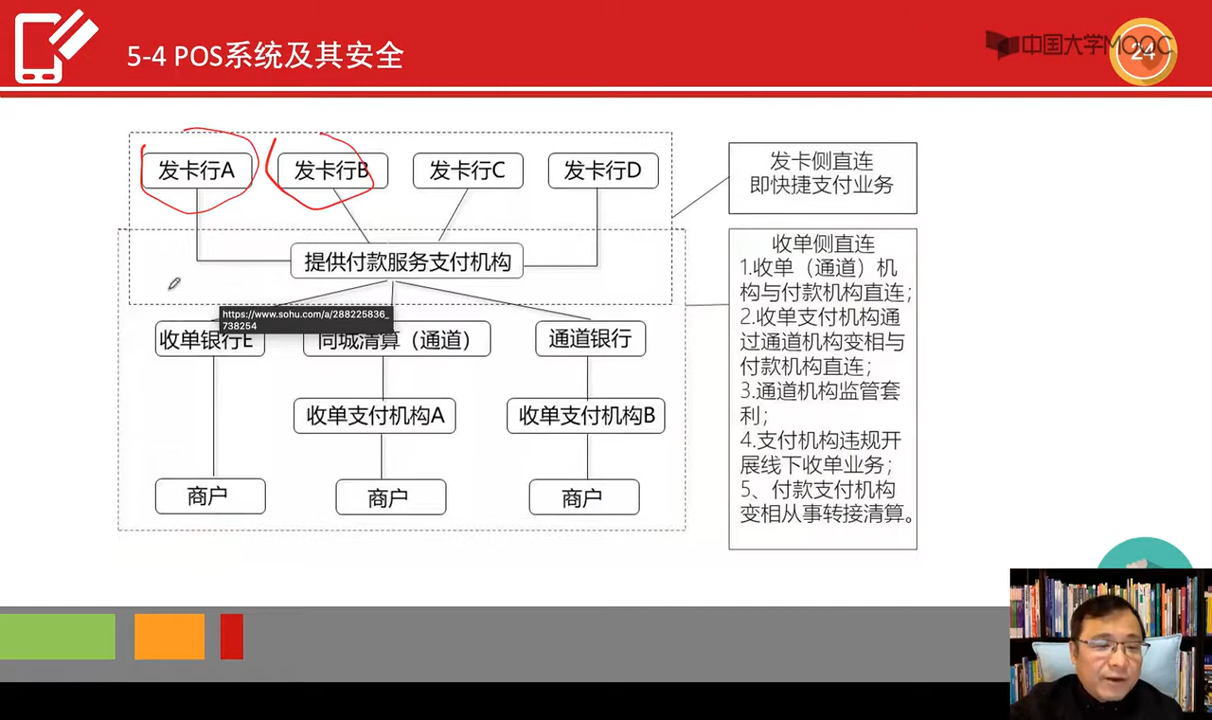 5-4 POS系统及其安全
中国大学MOOC
24
发卡行A
发卡行B
发卡行C
发卡行D
提供付款服务支付机构
https://www.sohu.com/a/288225836_
738254
收单银行E
同城清算（通道）
通道银行
收单支付机构A
收单支付机构B
商户
商户
商户
发卡侧直连
即快捷支付业务
收单侧直连
1.收单（通道）机
构与付款机构直连；
2.收单支付机构通
过通道机构变相与
付款机构直连；
3.通道机构监管套
利；
4.支付机构违规开
展线下收单业务；
5、付款支付机构
变相从事转接清算。